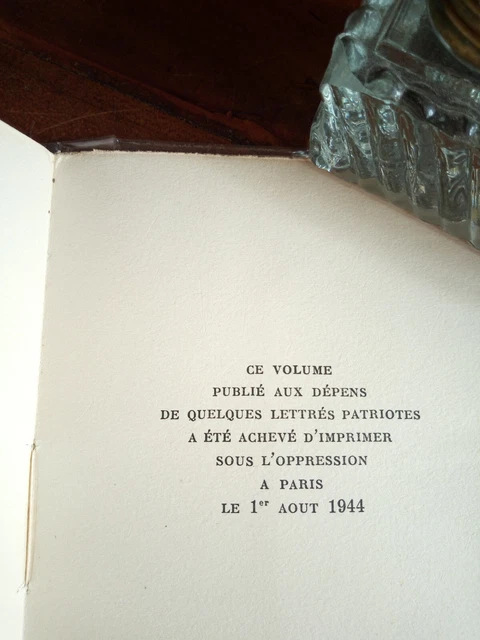 CE VOLUME
PUBLIÉ AUX DÉPENS
DE QUELQUES LETTRÉS PATRIOTES
A ÉTÉ ACHEVÉ D'IMPRIMER
SOUS L'OPPRESSION
A PARIS
LE 1er AOUT 1944